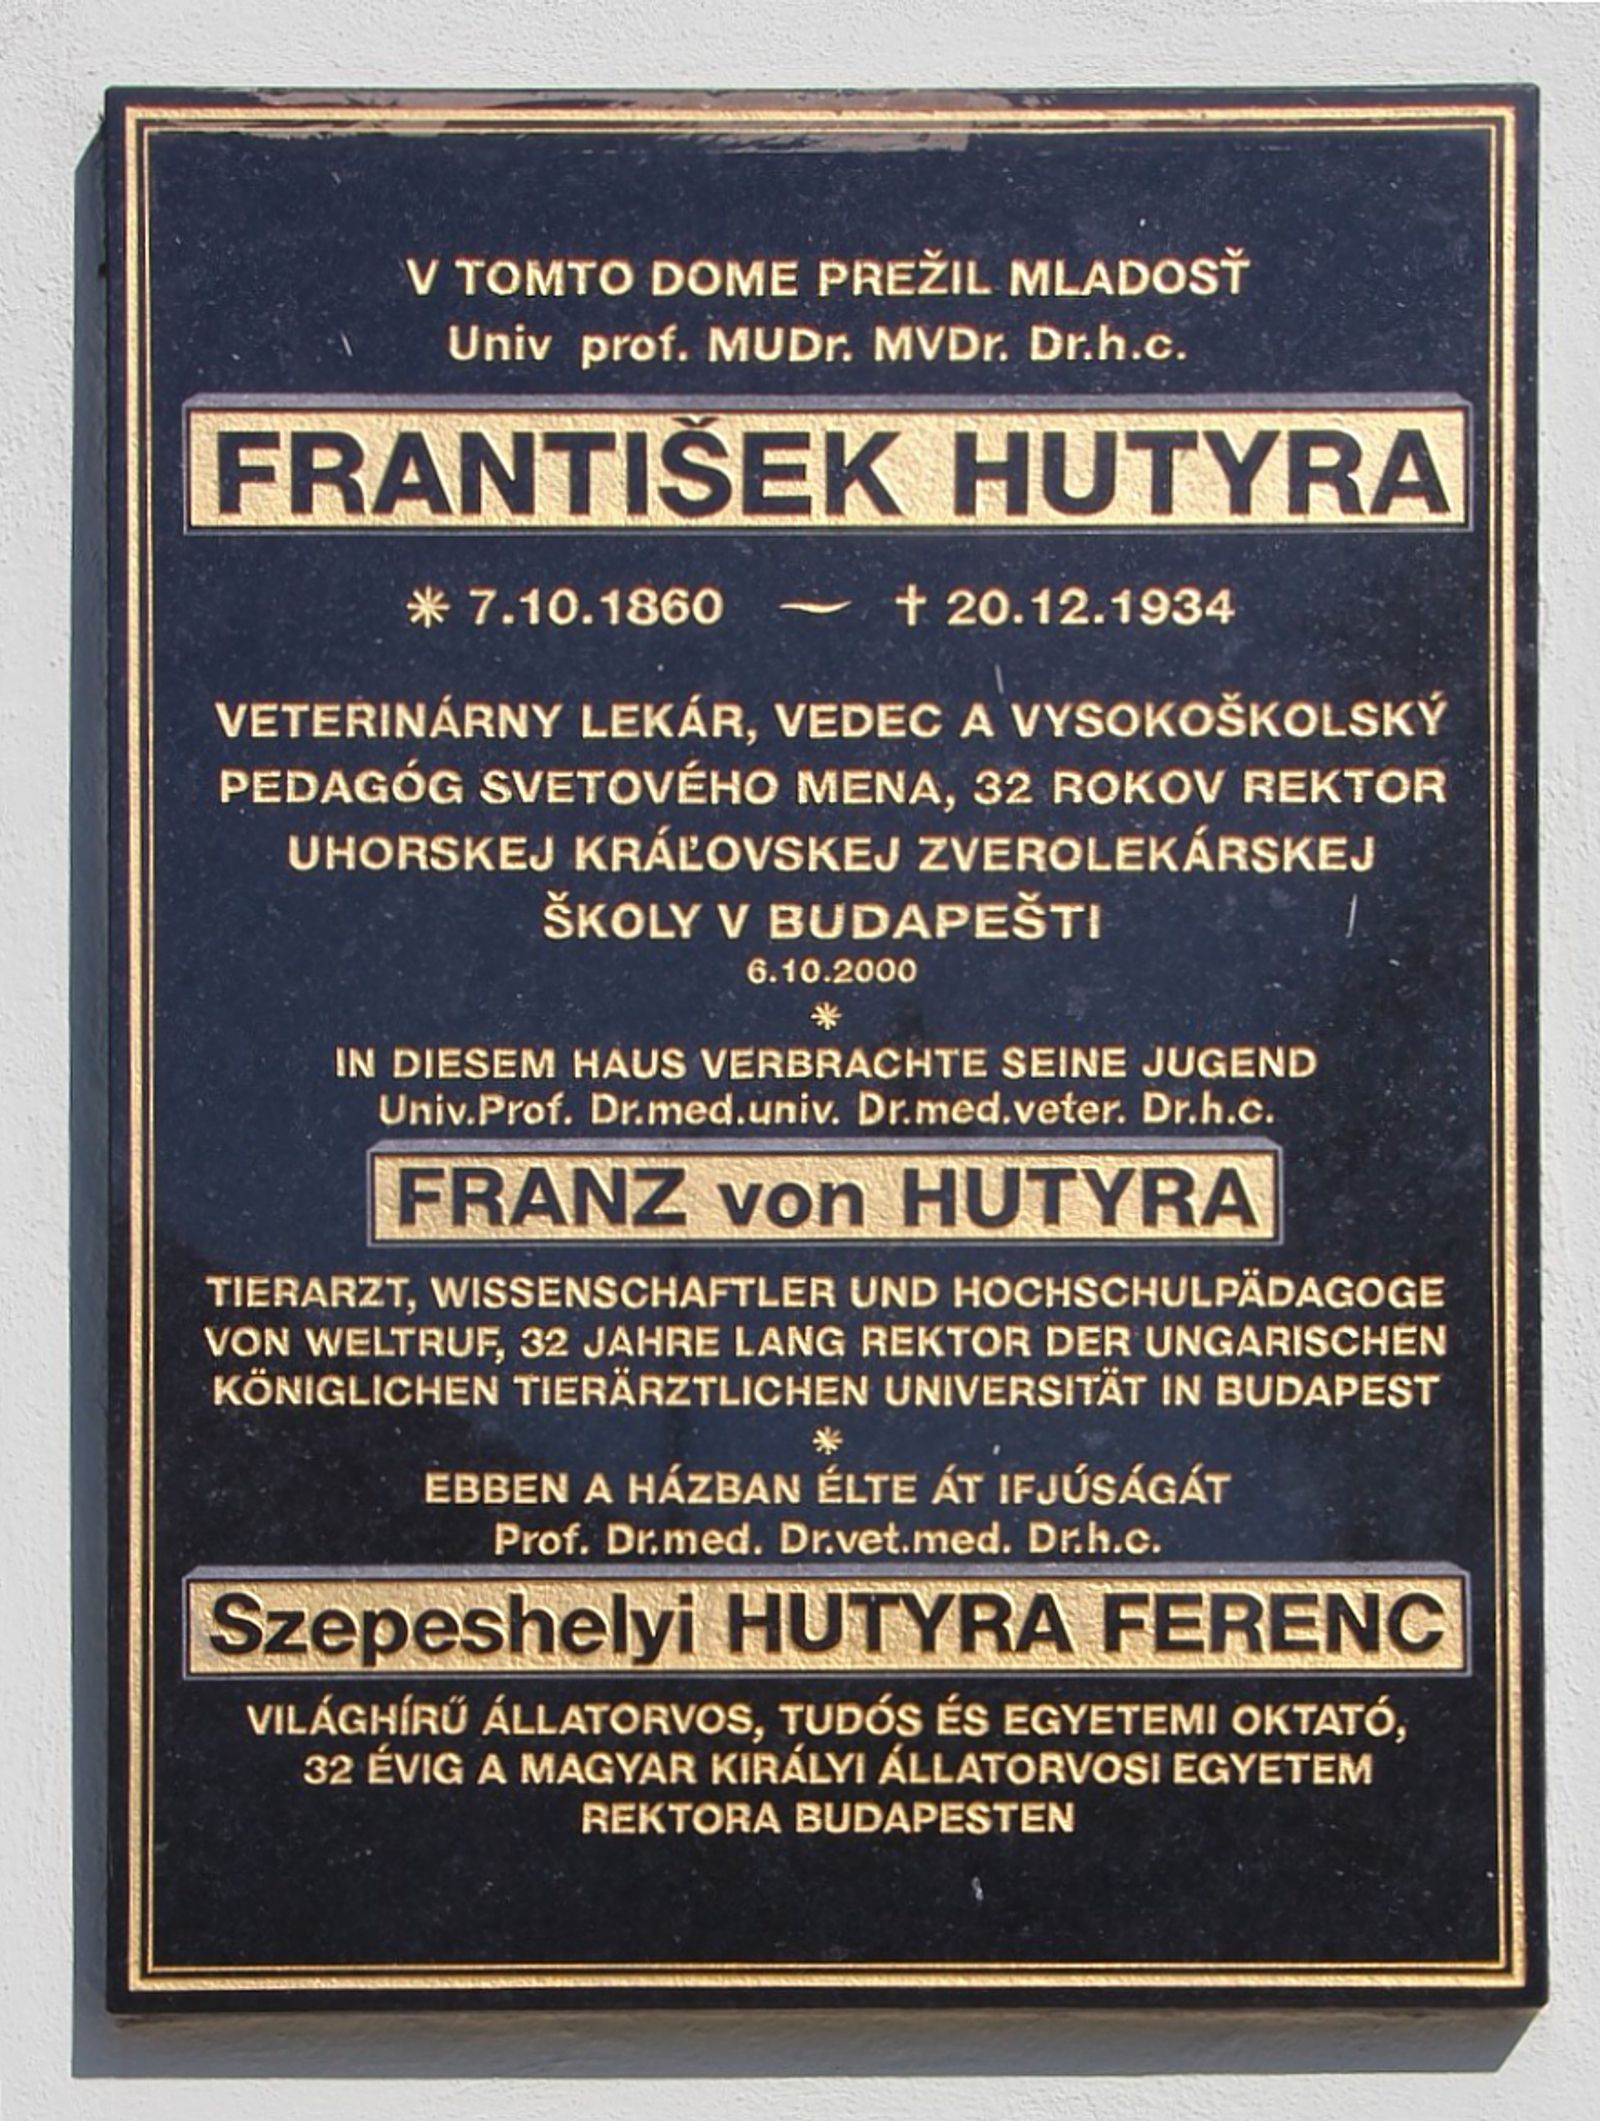 V TOMTO DOME PREŽIL MLADOSŤ
Univ prof. MUDr. MVDr. Dr.h.c.
FRANTIŠEK HUTYRA
✳ 7.10.1860 ~ † 20.12.1934
VETERINÁRNY LEKÁR, VEDEC A VYSOKOŠKOLSKÝ
PEDAGÓG SVETOVÉHO MENA, 32 ROKOV REKTOR
UHORSKEJ KRÁĽOVSKEJ ZVEROLEKÁRSKEJ
ŠKOLY V BUDAPEŠTI
6.10.2000
✳
IN DIESEM HAUS VERBRACHTE SEINE JUGEND
Univ.Prof. Dr.med.univ. Dr.med.veter. Dr.h.c.
FRANZ von HUTYRA
TIERARZT, WISSENSCHAFTLER UND HOCHSCHULPÄDAGOGE
VON WELTRUF, 32 JAHRE LANG REKTOR DER UNGARISCHEN
KÖNIGLICHEN TIERÄRZTLICHEN UNIVERSITÄT IN BUDAPEST
✳
EBBEN A HÁZBAN ÉLTE ÁT IFJÚSÁGÁT
Prof. Dr.med. Dr.vet.med. Dr.h.c.
Szepeshelyi HUTYRA FERENC
VILÁGHÍRŰ ÁLLATORVOS, TUDÓS ÉS EGYETEMI OKTATÓ,
32 ÉVIG A MAGYAR KIRÁLYI ÁLLATORVOSI EGYETEM
REKTORA BUDAPESTEN